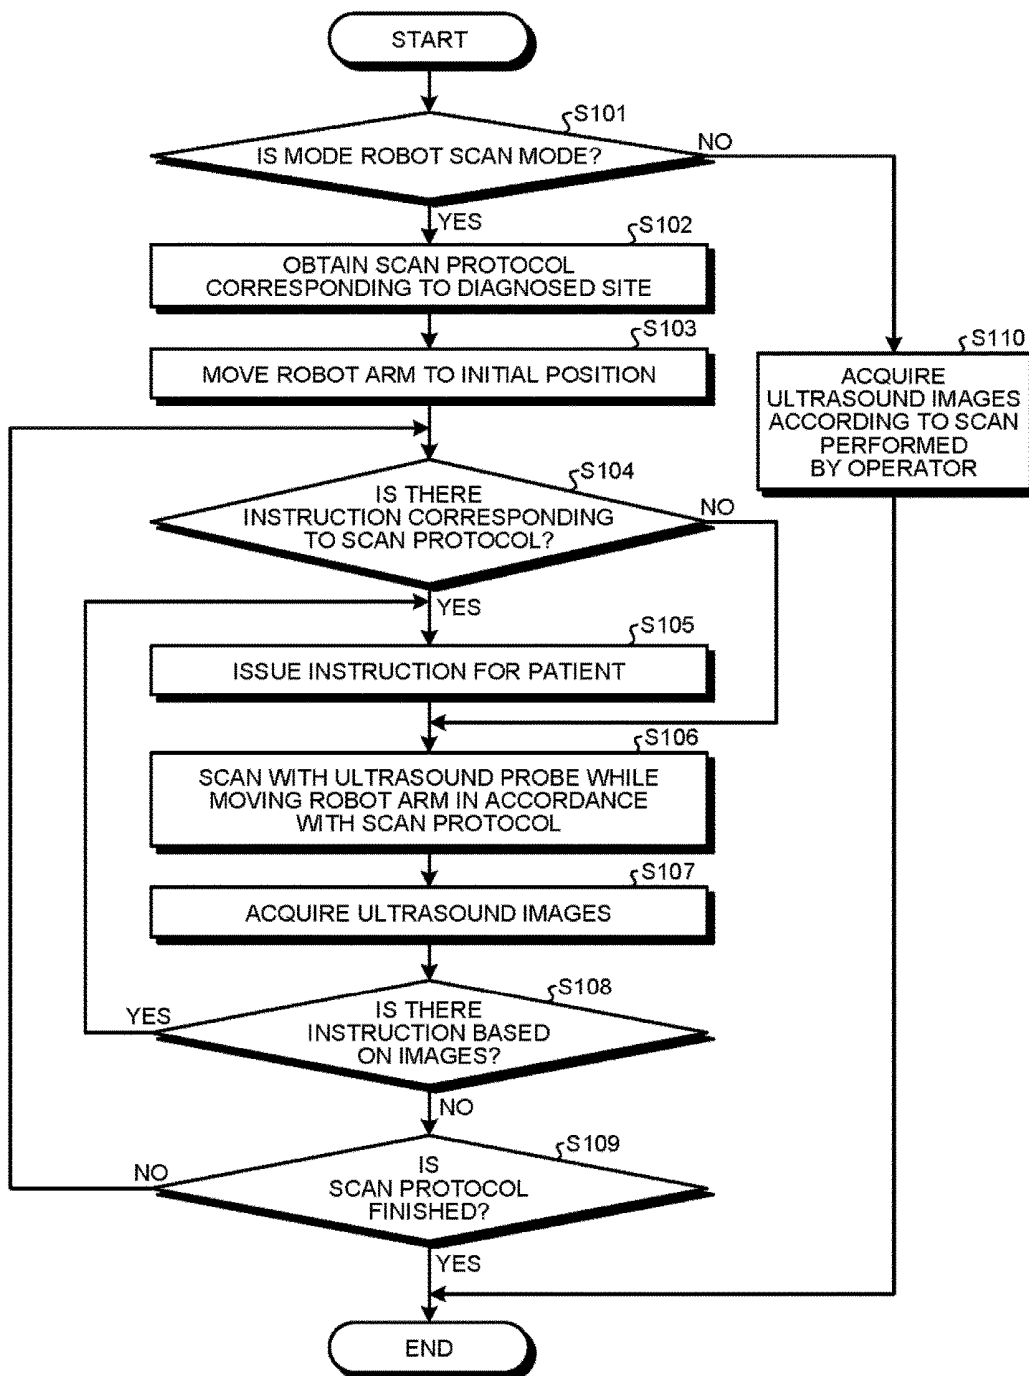 START
S101
IS MODE ROBOT SCAN MODE?
NO
YES
S102
OBTAIN SCAN PROTOCOL
CORRESPONDING TO DIAGNOSED SITE
S103
MOVE ROBOT ARM TO INITIAL POSITION
S110
ACQUIRE
ULTRASOUND IMAGES
ACCORDING TO SCAN
PERFORMED
BY OPERATOR
S104
IS THERE
INSTRUCTION CORRESPONDING
TO SCAN PROTOCOL?
NO
YES
S105
ISSUE INSTRUCTION FOR PATIENT
S106
SCAN WITH ULTRASOUND PROBE WHILE
MOVING ROBOT ARM IN ACCORDANCE
WITH SCAN PROTOCOL
S107
ACQUIRE ULTRASOUND IMAGES
S108
IS THERE
INSTRUCTION BASED
ON IMAGES?
YES
NO
S109
IS
SCAN PROTOCOL
FINISHED?
NO
YES
END